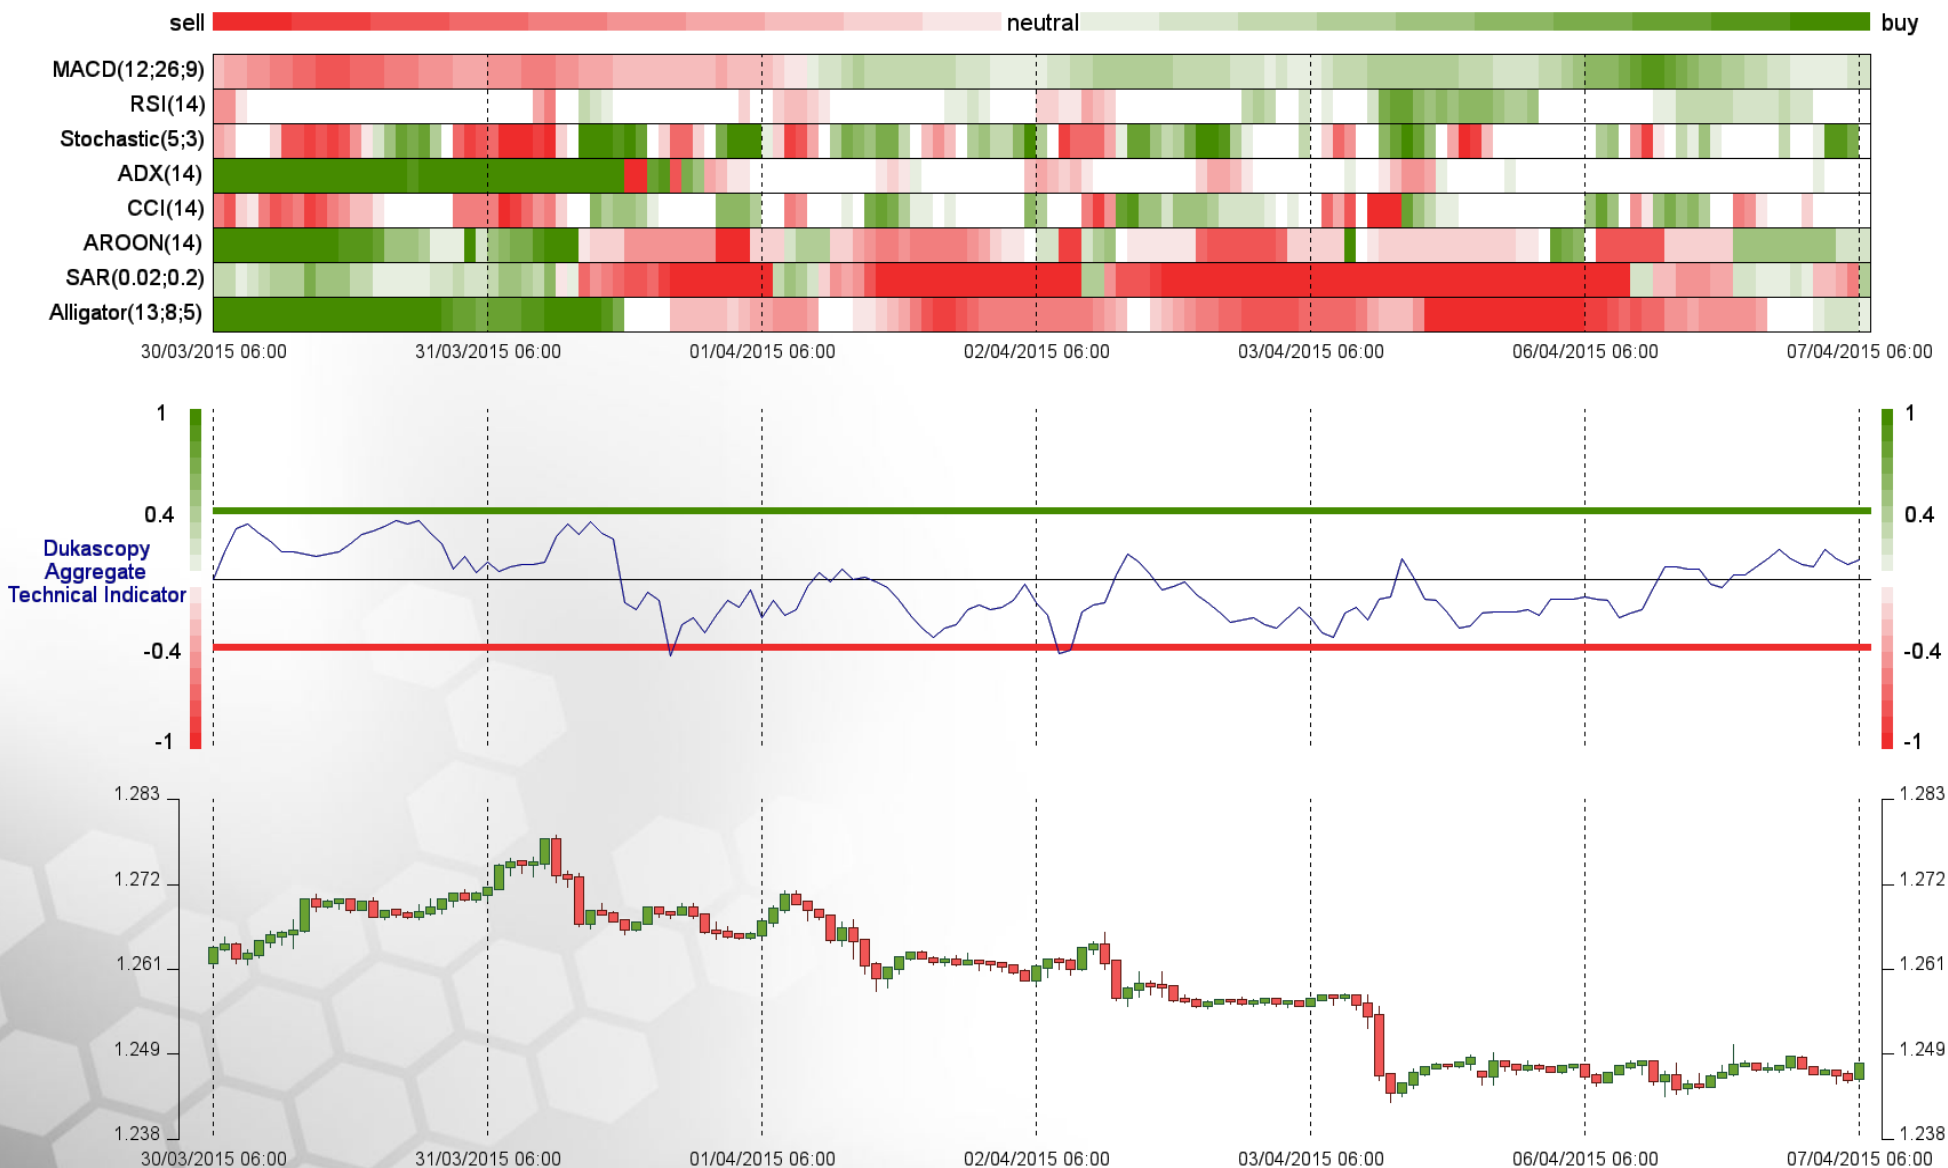 sell neutral buy
MACD(12;26;9)
RSI(14)
Stochastic(5;3)
ADX(14)
CCI(14)
AROON(14)
SAR(0.02;0.2)
Alligator(13;8;5)
30/03/2015 06:00 31/03/2015 06:00 01/04/2015 06:00 02/04/2015 06:00 03/04/2015 06:00 06/04/2015 06:00 07/04/2015 06:00
1 1
0.4 0.4
Dukascopy
Aggregate
Technical Indicator
-0.4 -0.4
-1 -1
1.283 1.283
1.272 1.272
1.261 1.261
1.249 1.249
1.238 1.238
30/03/2015 06:00 31/03/2015 06:00 01/04/2015 06:00 02/04/2015 06:00 03/04/2015 06:00 06/04/2015 06:00 07/04/2015 06:00